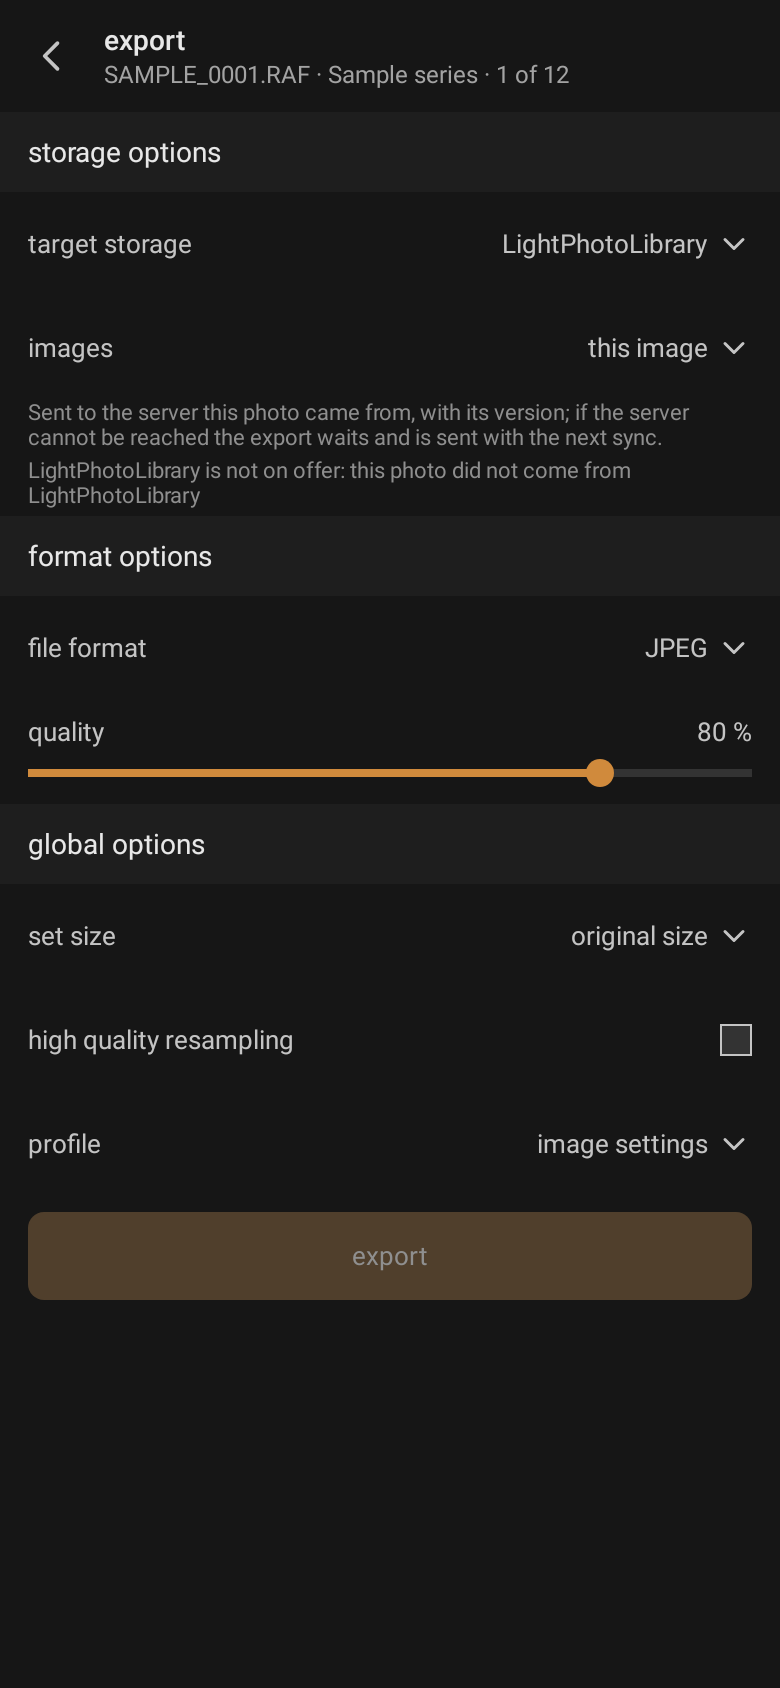 export
SAMPLE_0001.RAF · Sample series · 1 of 12
storage options
target storage LightPhotoLibrary
images this image
Sent to the server this photo came from, with its version; if the server
cannot be reached the export waits and is sent with the next sync.
LightPhotoLibrary is not on offer: this photo did not come from
LightPhotoLibrary
format options
file format JPEG
quality 80 %
global options
set size original size
high quality resampling
profile image settings
export